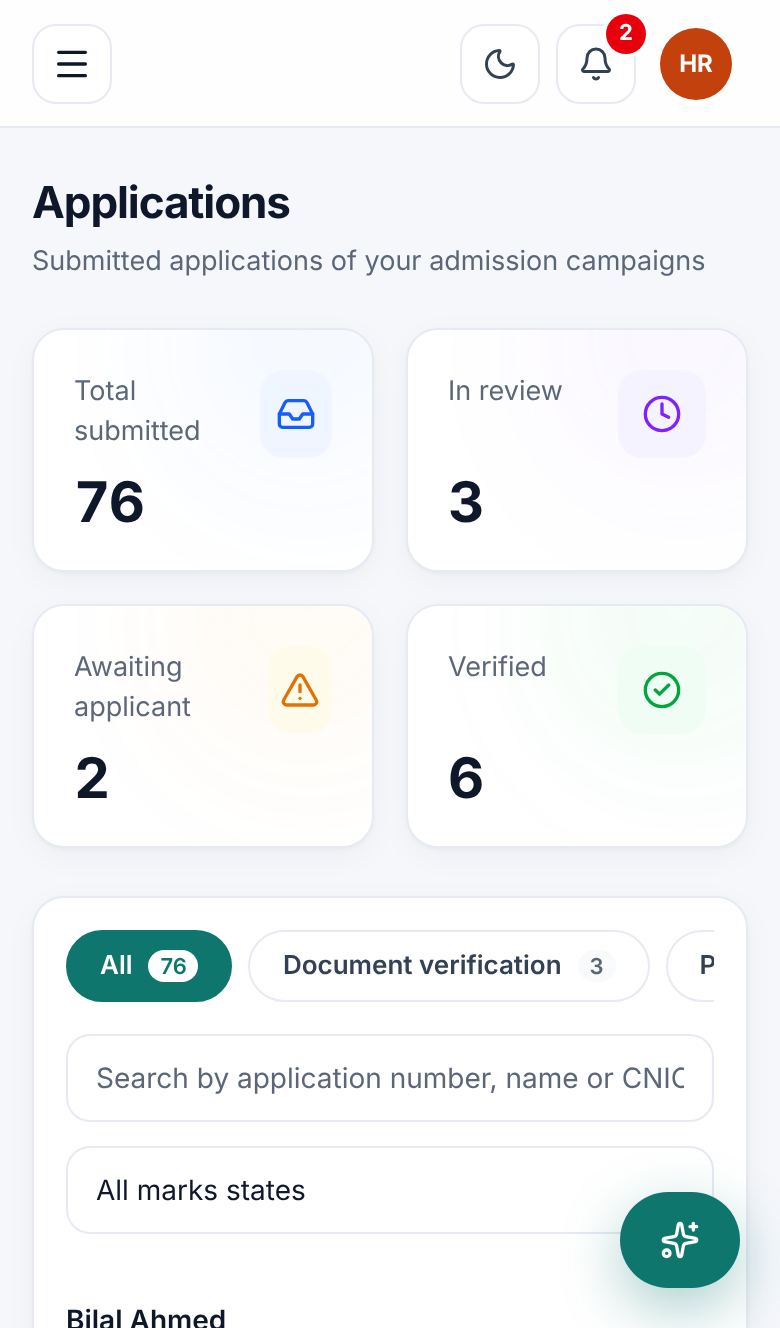 2
HR
Applications
Submitted applications of your admission campaigns
Total
submitted
76
In review
3
Awaiting
applicant
2
Verified
6
All 76
Document verification 3
P
Search by application number, name or CNIC
All marks states
Bilal Ahmed